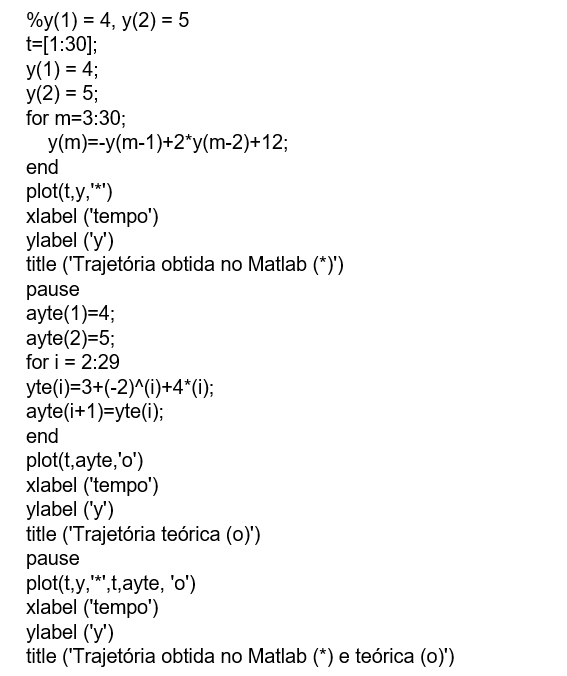 %y(1) = 4, y(2) = 5
t=[1:30];
y(1) = 4;
y(2) = 5;
for m=3:30;
y(m)=-y(m-1)+2*y(m-2)+12;
end
plot(t,y,'*')
xlabel ('tempo')
ylabel ('y')
title ('Trajetória obtida no Matlab (*)')
pause
ayte(1)=4;
ayte(2)=5;
for i = 2:29
yte(i)=3+(-2)^(i)+4*(i);
ayte(i+1)=yte(i);
end
plot(t,ayte,'o')
xlabel ('tempo')
ylabel ('y')
title ('Trajetória teórica (o)')
pause
plot(t,y,'*',t,ayte, 'o')
xlabel ('tempo')
ylabel ('y')
title ('Trajetória obtida no Matlab (*) e teórica (o)')